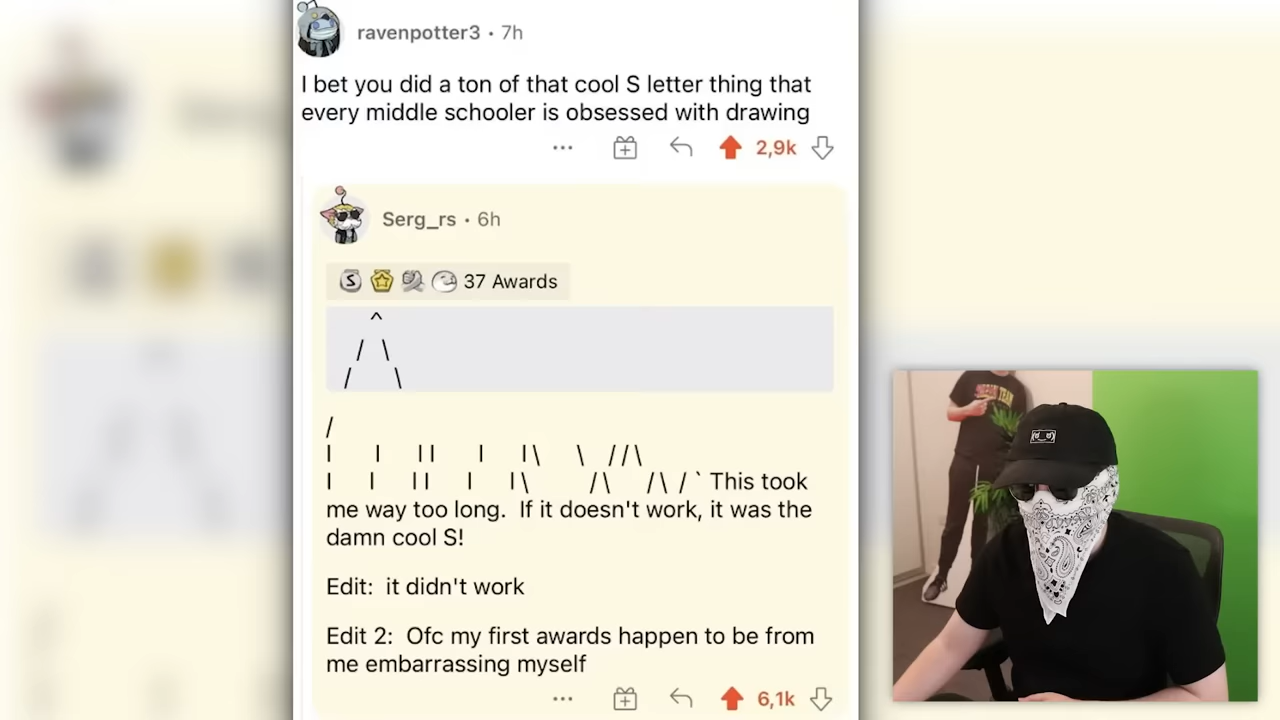 ravenpotter3 • 7h
I bet you did a ton of that cool S letter thing that
every middle schooler is obsessed with drawing
... 2,9k
Serg_rs • 6h
S 37 Awards
^
/ \
/ \
/
| | || | |\ \ //\
| | || | |\ /\ /\ / ` This took
me way too long. If it doesn't work, it was the
damn cool S!
Edit: it didn't work
Edit 2: Ofc my first awards happen to be from
me embarrassing myself
... 6,1k